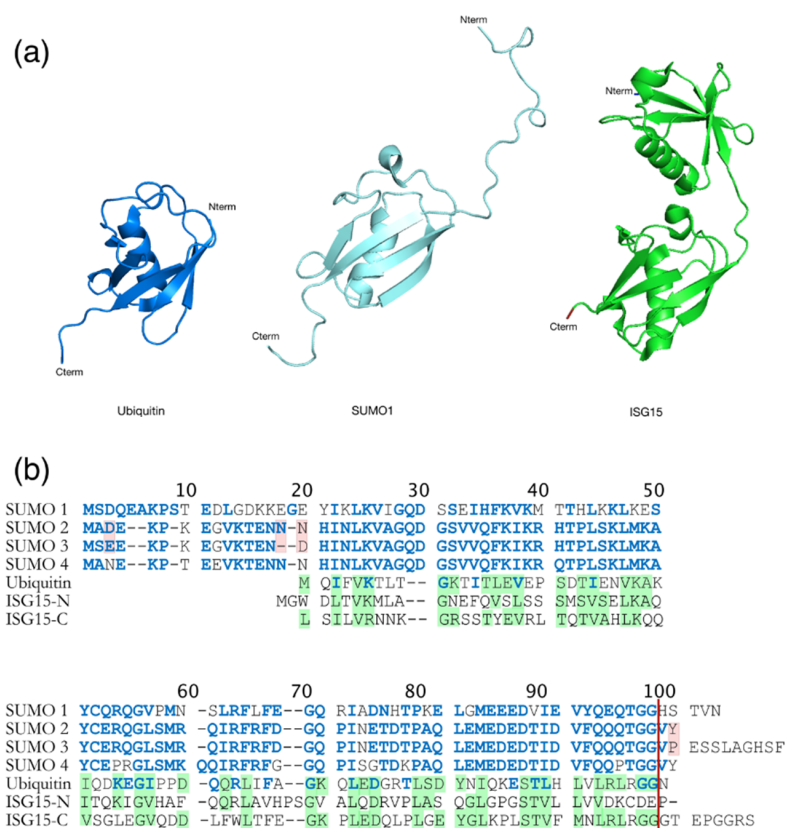 (a)
Nterm
Nterm
Nterm
Cterm
Cterm
Cterm
Ubiquitin SUMO1 ISG15
(b)
10 20 30 40 50
SUMO 1 MSDQEAKPST EDLGDKKEGE YIKLKVIGQD SSEIHFKVKM TTHLKKLKES
SUMO 2 MADE--KP-K EGVKTENN-N HINLKVAGQD GSVVQFKIKR HTPLSKLMKA
SUMO 3 MSEE--KP-K EGVKTEN--D HINLKVAGQD GSVVQFKIKR HTPLSKLMKA
SUMO 4 MANE--KP-T EEVKTENN-N HINLKVAGQD GSVVQFKIKR QTPLSKLMKA
Ubiquitin M QIFVKTLT-- GKTITLEVEP SDTIENVKAK
ISG15-N MGW DLTVKMLA-- GNEFQVSLSS SMSVSELKAQ
ISG15-C L SILVRNNK-- GRSSTYEVRL TQTVAHLKQQ
60 70 80 90 100
SUMO 1 YCQRQGVPMN -SLRFLFE--GQ RIADNHTPKE LGMEEEDVIE VYQEQTGGHS TVN
SUMO 2 YCERQGLSMR -QIRFRFD--GQ PINETDTPAQ LEMEDEDTID VFQQQTGGVY
SUMO 3 YCERQGLSMR -QIRFRFD--GQ PINETDTPAQ LEMEDEDTID VFQQQTGGVP ESSLAGHSF
SUMO 4 YCEPRGLSMK QQIRFRFG--GQ PISGTDKPAQ LEMEDEDTID VFQQPTGGVY
Ubiquitin IQDKEGIPPD -QQRLIFA--GK QLEDGRTLSD YNIQKESTLH LVLRLRGGN
ISG15-N ITQKIGVHAF -QQRLAVHPSGV ALQDRVPLAS QGLGPGSTVL LVVDKCDEP-
ISG15-C VSGLEGVQDD -LFWLTFE--GK PLEDQLPLGE YGLKPLSTVF MNLRLRGGGT EPGGRS